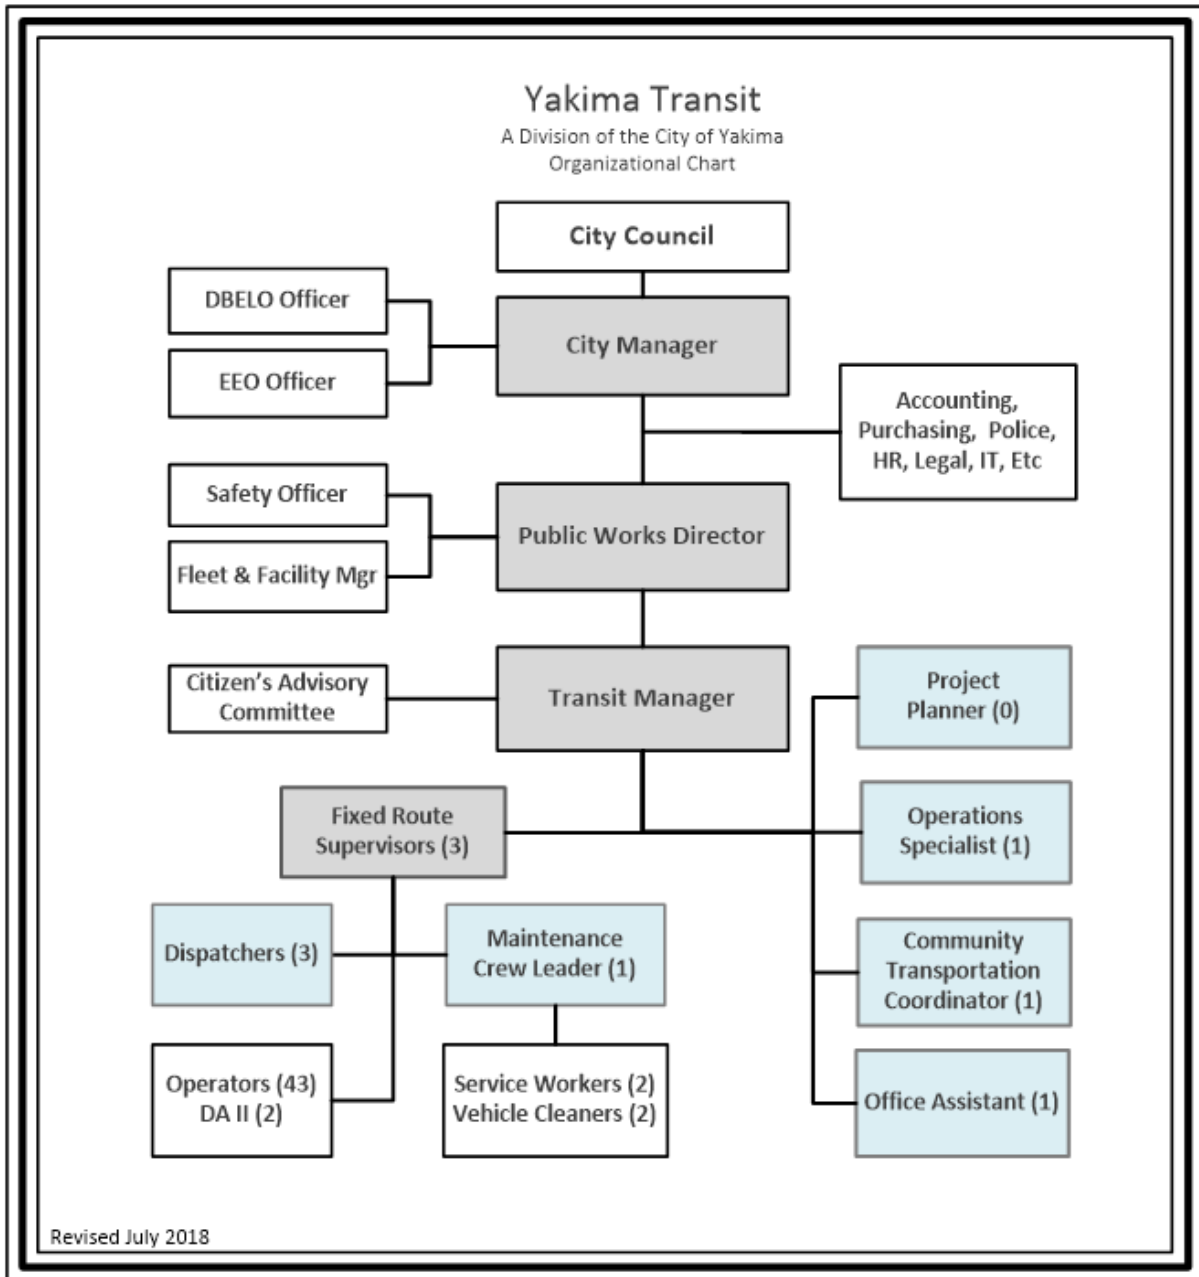 Yakima Transit
A Division of the City of Yakima
Organizational Chart
City Council
DBELO Officer
City Manager
EEO Officer
Accounting,
Purchasing, Police,
HR, Legal, IT, Etc
Safety Officer
Public Works Director
Fleet & Facility Mgr
Citizen's Advisory
Committee
Transit Manager
Project
Planner (0)
Fixed Route
Supervisors (3)
Operations
Specialist (1)
Dispatchers (3)
Maintenance
Crew Leader (1)
Community
Transportation
Coordinator (1)
Operators (43)
DA II (2)
Service Workers (2)
Vehicle Cleaners (2)
Office Assistant (1)
Revised July 2018